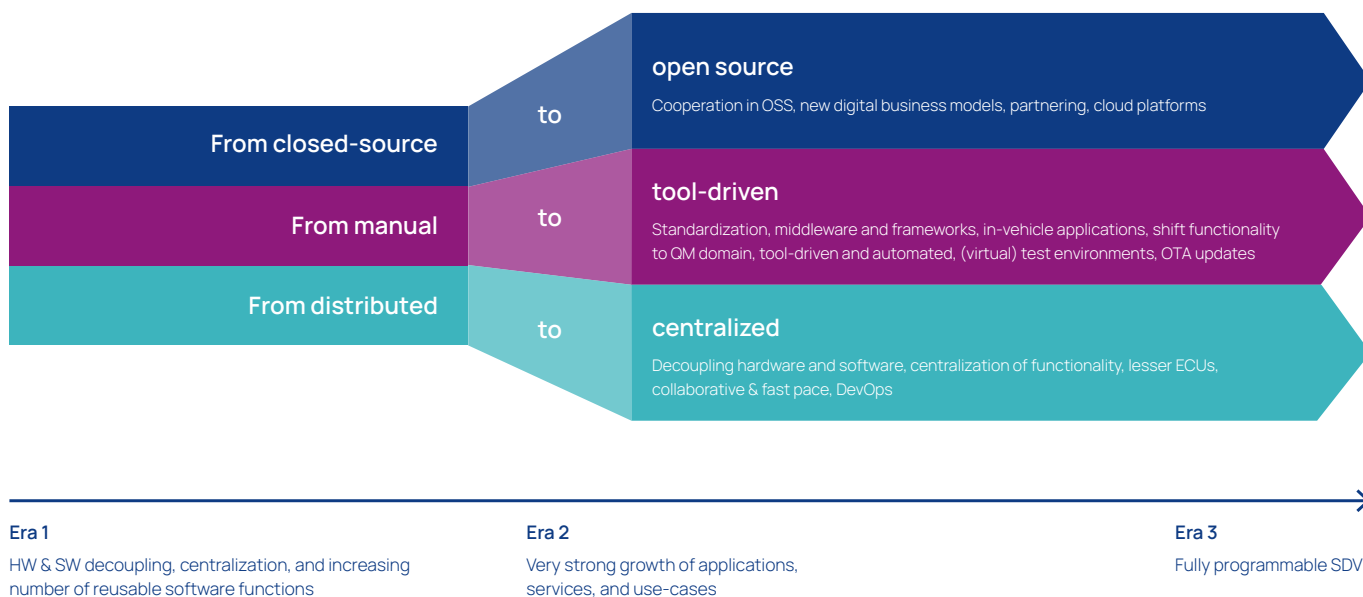 From closed-source
to
open source
Cooperation in OSS, new digital business models, partnering, cloud platforms
From manual
to
tool-driven
Standardization, middleware and frameworks, in-vehicle applications, shift functionality
to QM domain, tool-driven and automated, (virtual) test environments, OTA updates
From distributed
to
centralized
Decoupling hardware and software, centralization of functionality, lesser ECUs,
collaborative & fast pace, DevOps
Era 1
HW & SW decoupling, centralization, and increasing
number of reusable software functions
Era 2
Very strong growth of applications,
services, and use-cases
Era 3
Fully programmable SDV